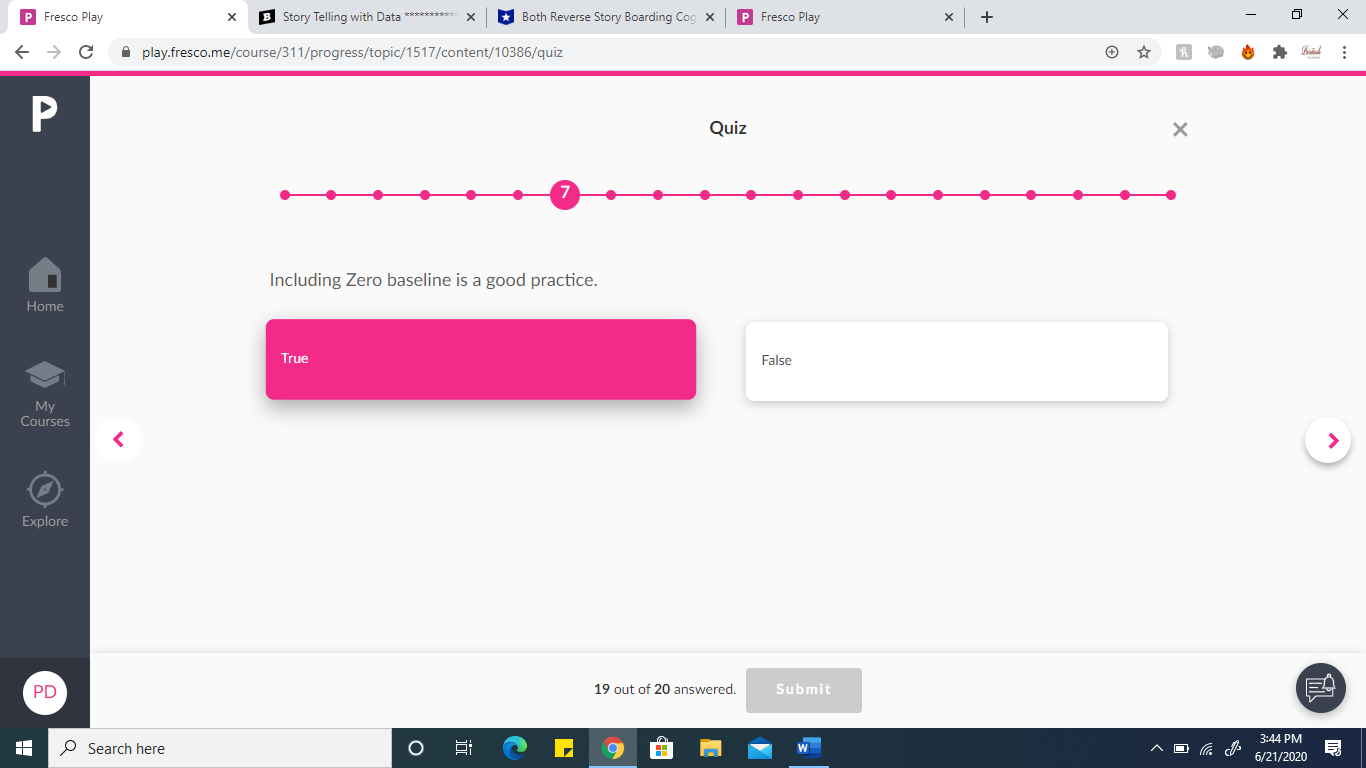 Fresco Play
Story Telling with Data **********
Both Reverse Story Boarding Cog
Fresco Play
play.fresco.me/course/311/progress/topic/1517/content/10386/quiz
Quiz
7
Including Zero baseline is a good practice.
True
False
Home
My
Courses
Explore
PD
19 out of 20 answered.
Submit
Search here
3:44 PM
6/21/2020